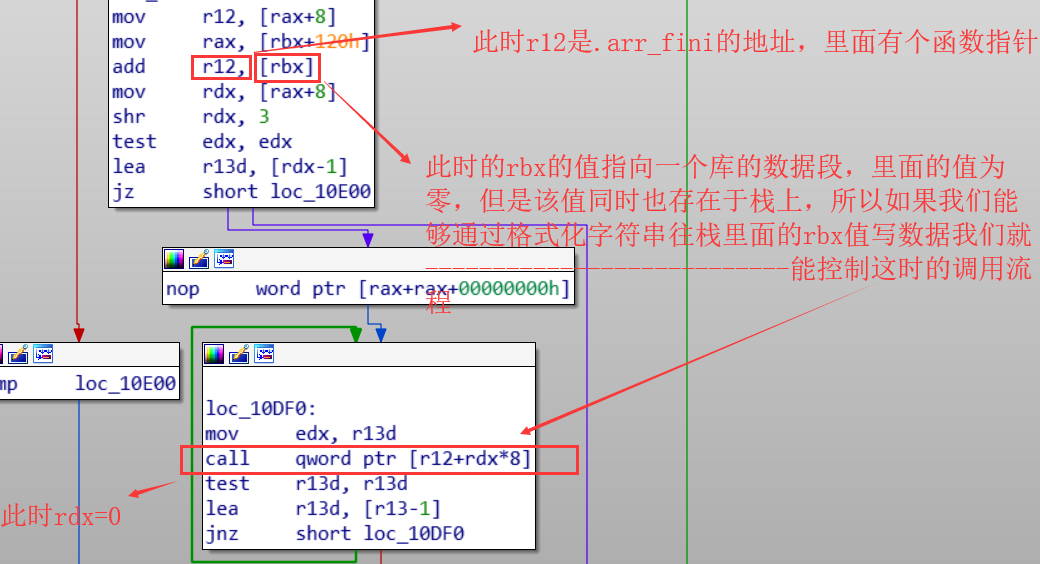 mov r12, [rax+8]
mov rax, [rbx+120h]
add r12, [rbx]
mov rdx, [rax+8]
shr rdx, 3
test edx, edx
lea r13d, [rdx-1]
jz short loc_10E00
此时r12是.arr_fini的地址，里面有个函数指针
此时的rbx的值指向一个库的数据段，里面的值为
零，但是该值同时也存在于栈上，所以如果我们能
够通过格式化字符串往栈里面的rbx值写数据我们就
---------------------------能控制这时的调用流
程
nop word ptr [rax+rax+00000000h]
mp loc_10E00
loc_10DF0:
mov edx, r13d
call qword ptr [r12+rdx*8]
test r13d, r13d
lea r13d, [r13-1]
jnz short loc_10DF0
此时rdx=0